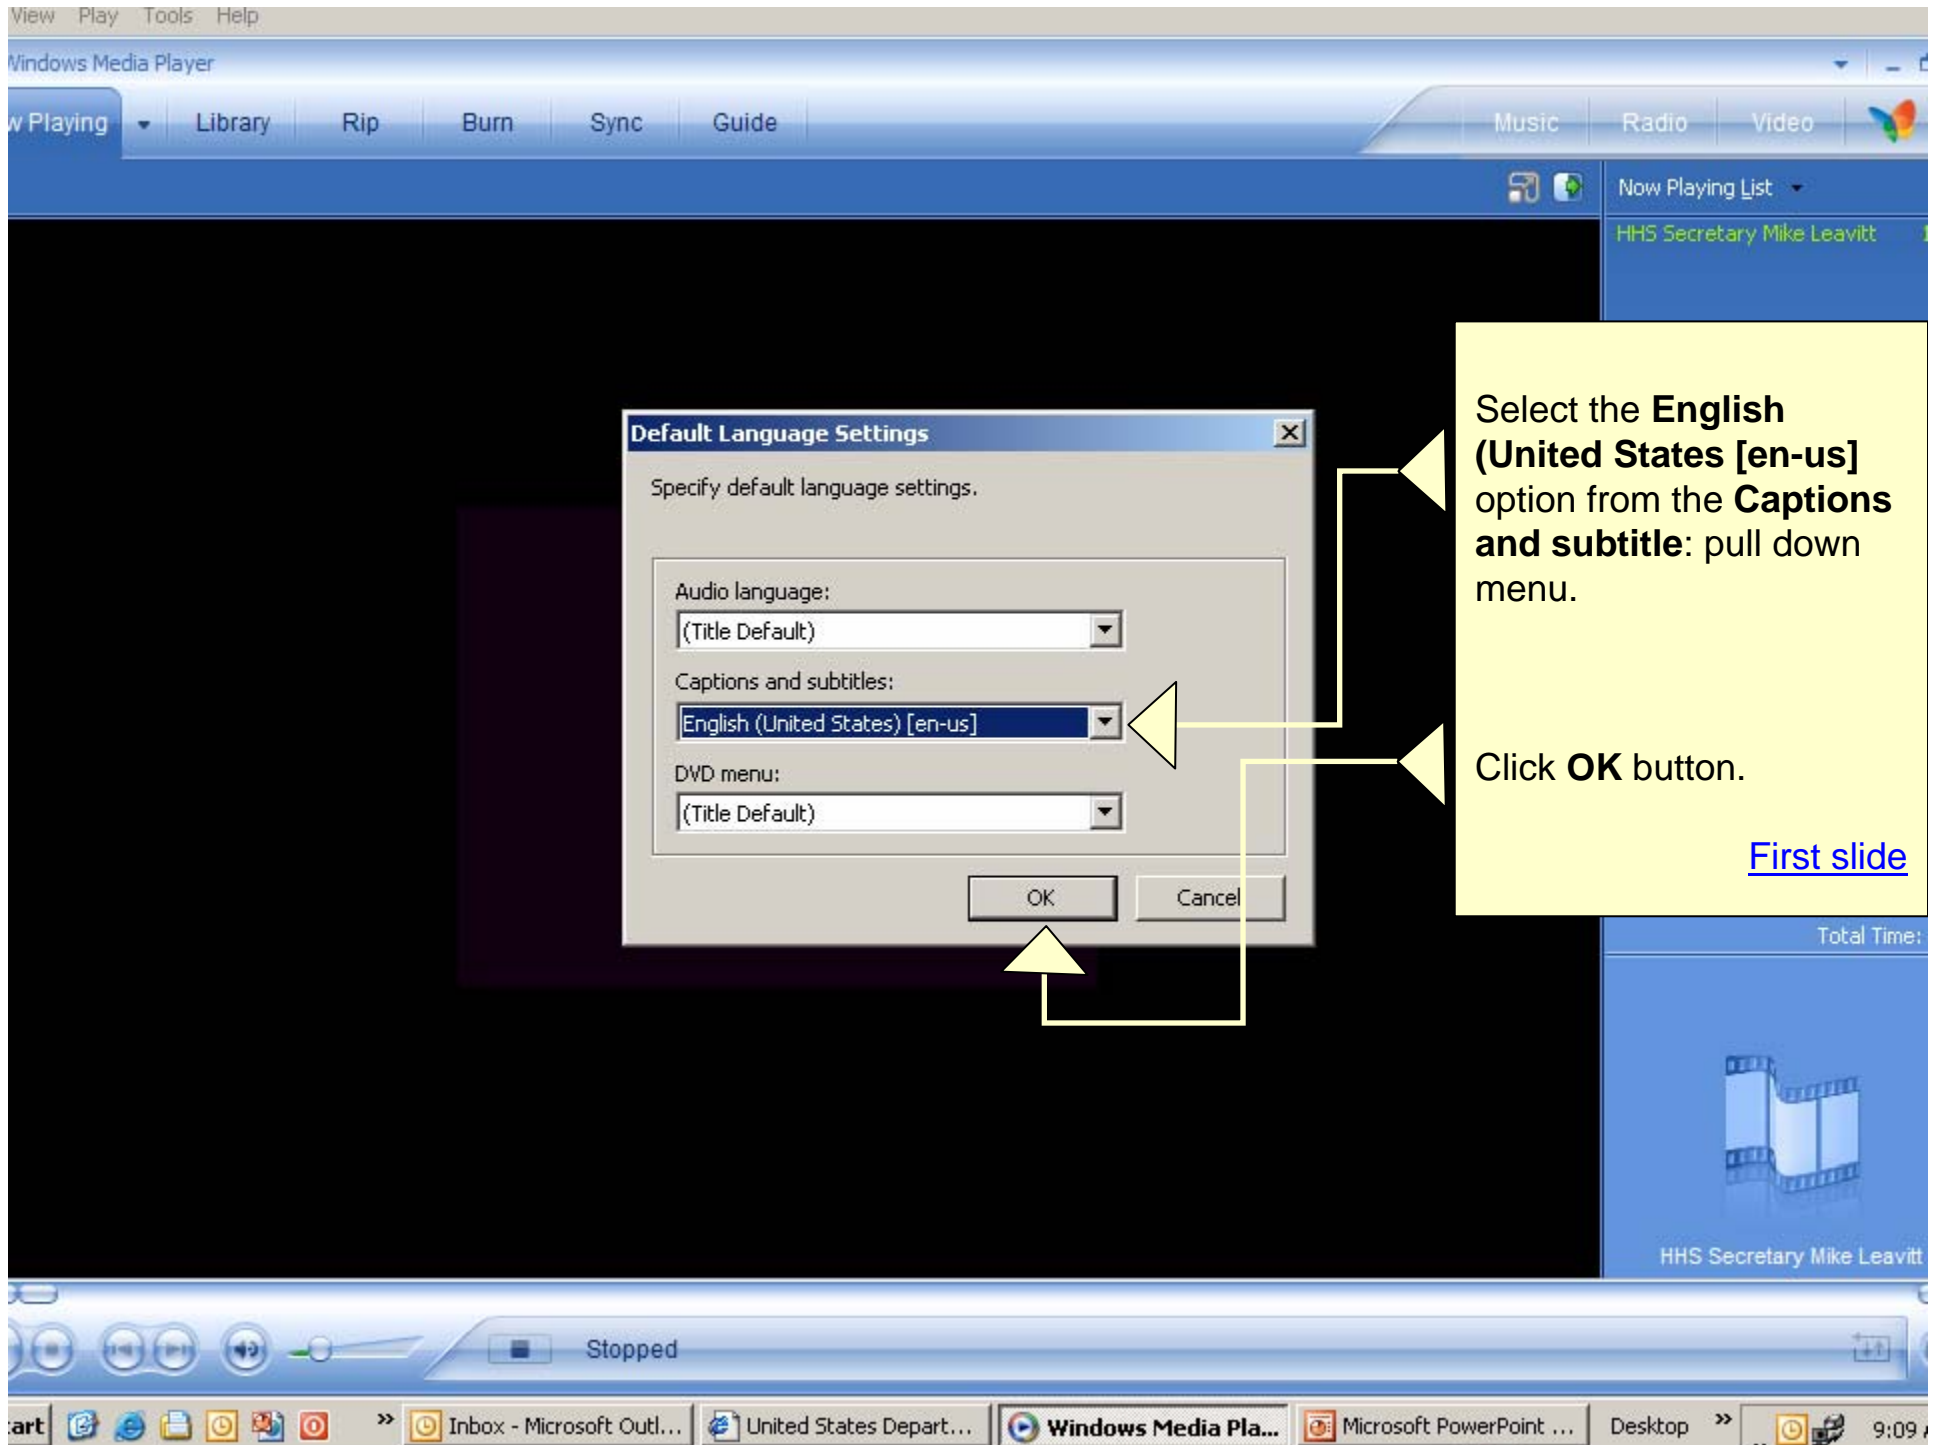 View Play Tools Help
Windows Media Player
w Playing Library Rip Burn Sync Guide Music Radio Video
Now Playing List
HHS Secretary Mike Leavitt
Default Language Settings
Specify default language settings.
Audio language:
(Title Default)
Captions and subtitles:
English (United States) [en-us]
DVD menu:
(Title Default)
OK Cancel
Select the English
(United States [en-us]
option from the Captions
and subtitle: pull down
menu.
Click OK button.
First slide
Total Time:
HHS Secretary Mike Leavitt
Stopped
art Inbox - Microsoft Outl... United States Depart... Windows Media Pla... Microsoft PowerPoint ... Desktop 9:09